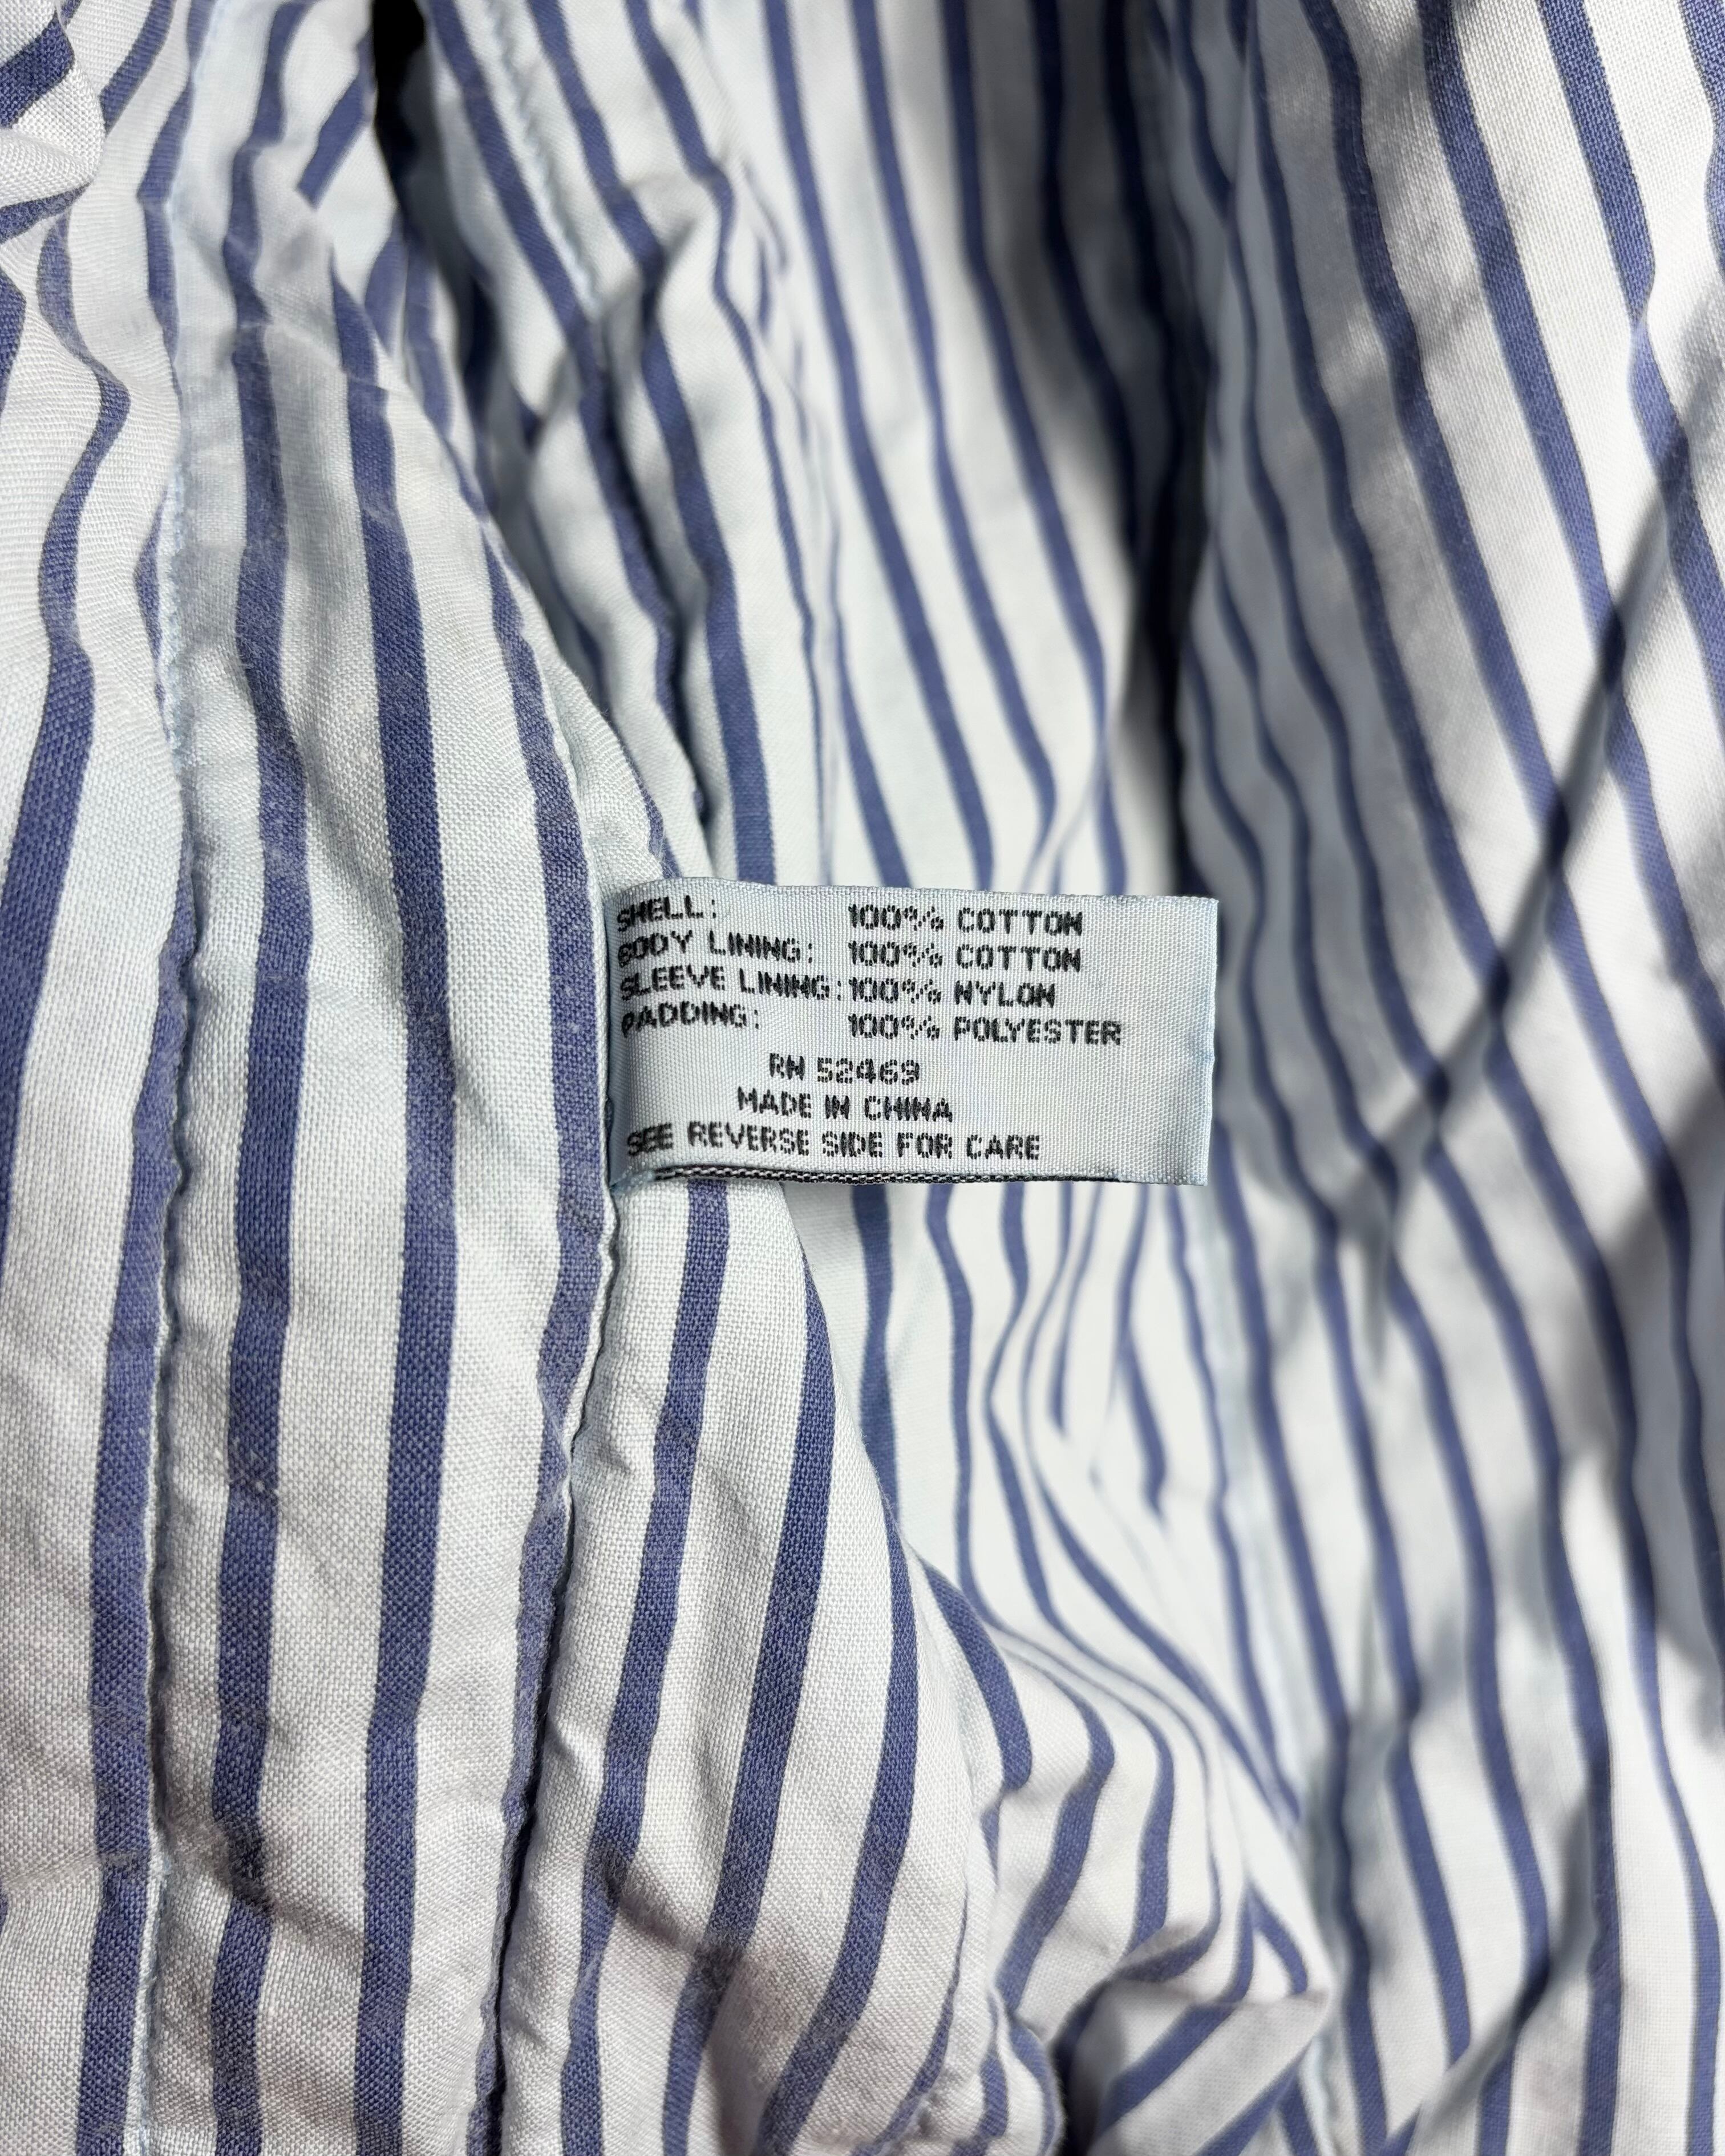 SHELL: 100% COTTON
BODY LINING: 100% COTTON
SLEEVE LINING: 100% NYLON
PADDING: 100% POLYESTER
RN 52469
MADE IN CHINA
SEE REVERSE SIDE FOR CARE